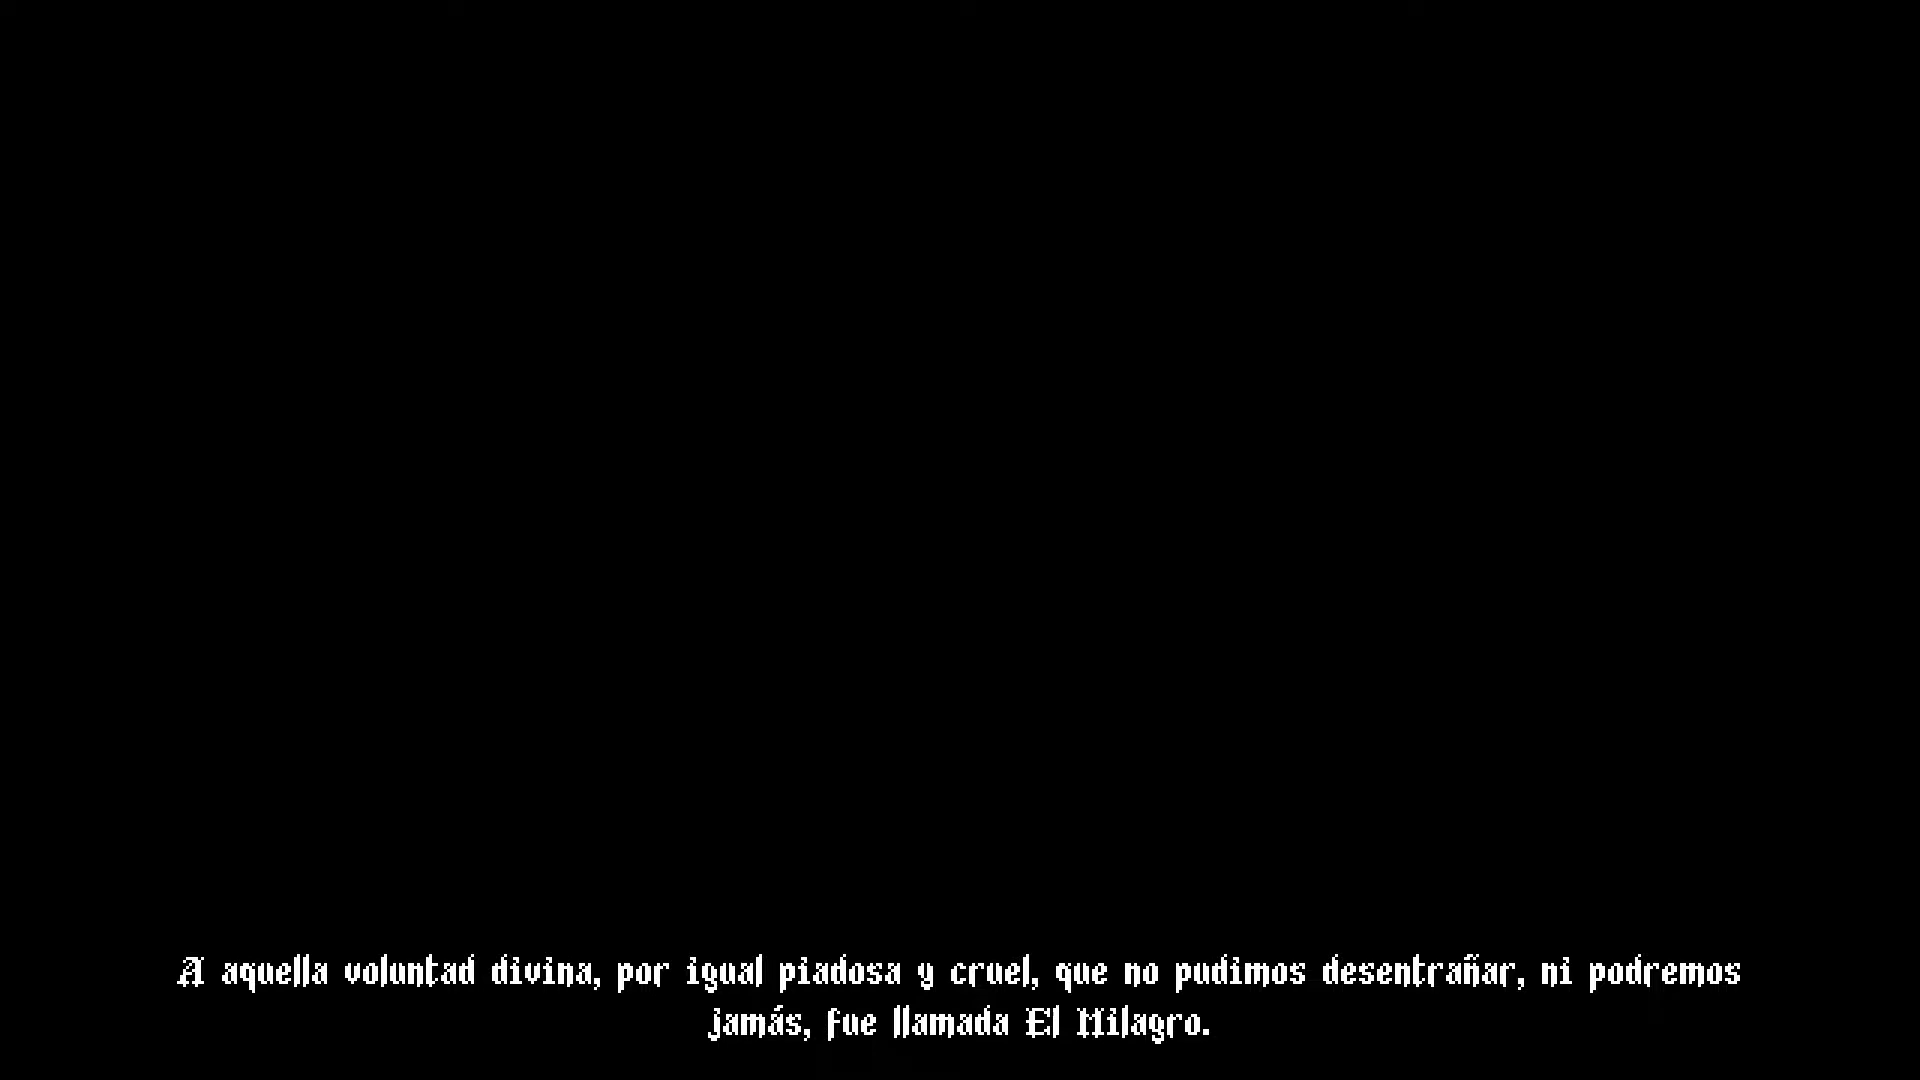 A aquella voluntad divina, por igual piadosa y cruel, que no pudimos desentrañar, ni podremos
jamás, fue llamada El Milagro.